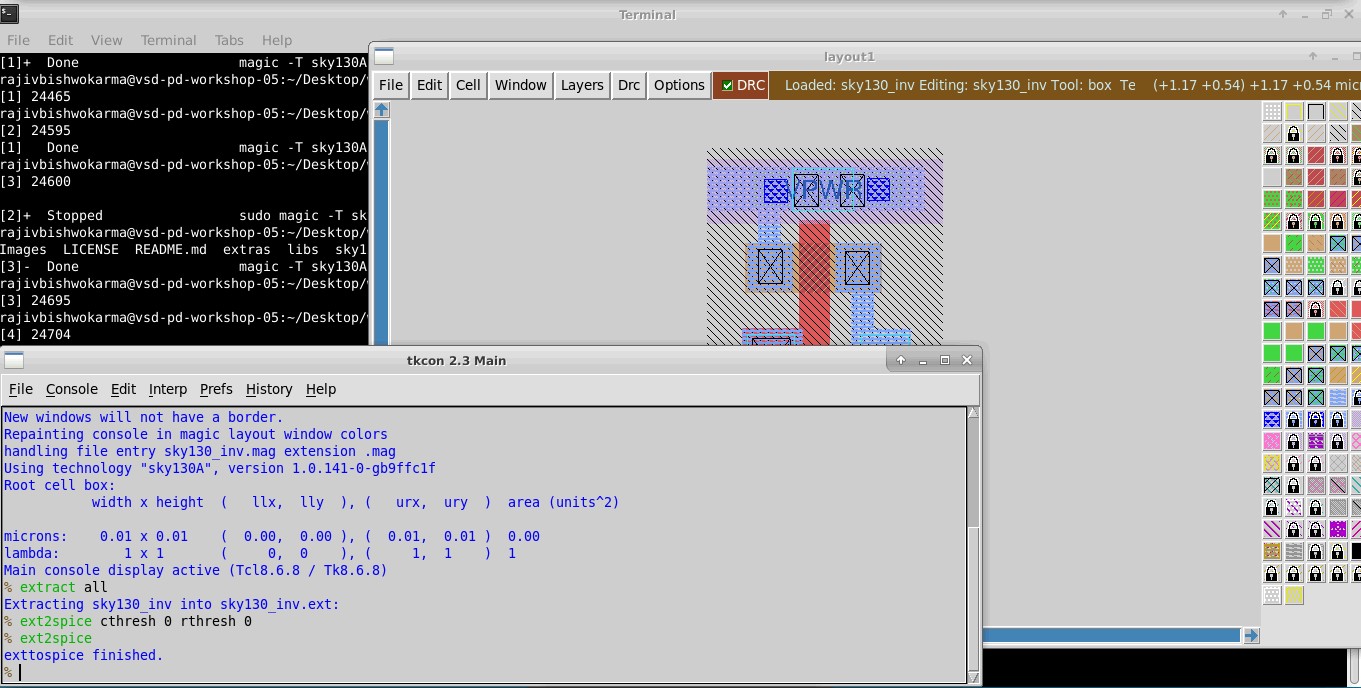 Terminal
File Edit View Terminal Tabs Help
[1]+  Done                    magic -T sky130A
rajivbishwokarma@vsd-pd-workshop-05:~/Desktop/
[1] 24465
rajivbishwokarma@vsd-pd-workshop-05:~/Desktop/
[2] 24595
[1]   Done                    magic -T sky130A
rajivbishwokarma@vsd-pd-workshop-05:~/Desktop/
[3] 24600
[2]+  Stopped                 sudo magic -T sk
Images  LICENSE  README.md  extras  libs  sky1
[3]-  Done                    magic -T sky130A
rajivbishwokarma@vsd-pd-workshop-05:~/Desktop/
[3] 24695
rajivbishwokarma@vsd-pd-workshop-05:~/Desktop/
[4] 24704
layout1
File Edit Cell Window Layers Drc Options DRC Loaded: sky130_inv Editing: sky130_inv Tool: box Te (+1.17 +0.54) +1.17 +0.54 micr
VPWR
tkcon 2.3 Main
File Console Edit Interp Prefs History Help
New windows will not have a border.
Repainting console in magic layout window colors
handling file entry sky130_inv.mag extension .mag
Using technology "sky130A", version 1.0.141-0-gb9ffc1f
Root cell box:
           width x height  (   llx,  lly  ), (   urx,  ury  )  area (units^2)
microns:    0.01 x 0.01    (  0.00,  0.00 ), (  0.01,  0.01 )  0.00
lambda:        1 x 1       (     0,  0    ), (     1,  1    )  1
Main console display active (Tcl8.6.8 / Tk8.6.8)
% extract all
Extracting sky130_inv into sky130_inv.ext:
% ext2spice cthresh 0 rthresh 0
% ext2spice
exttospice finished.
%